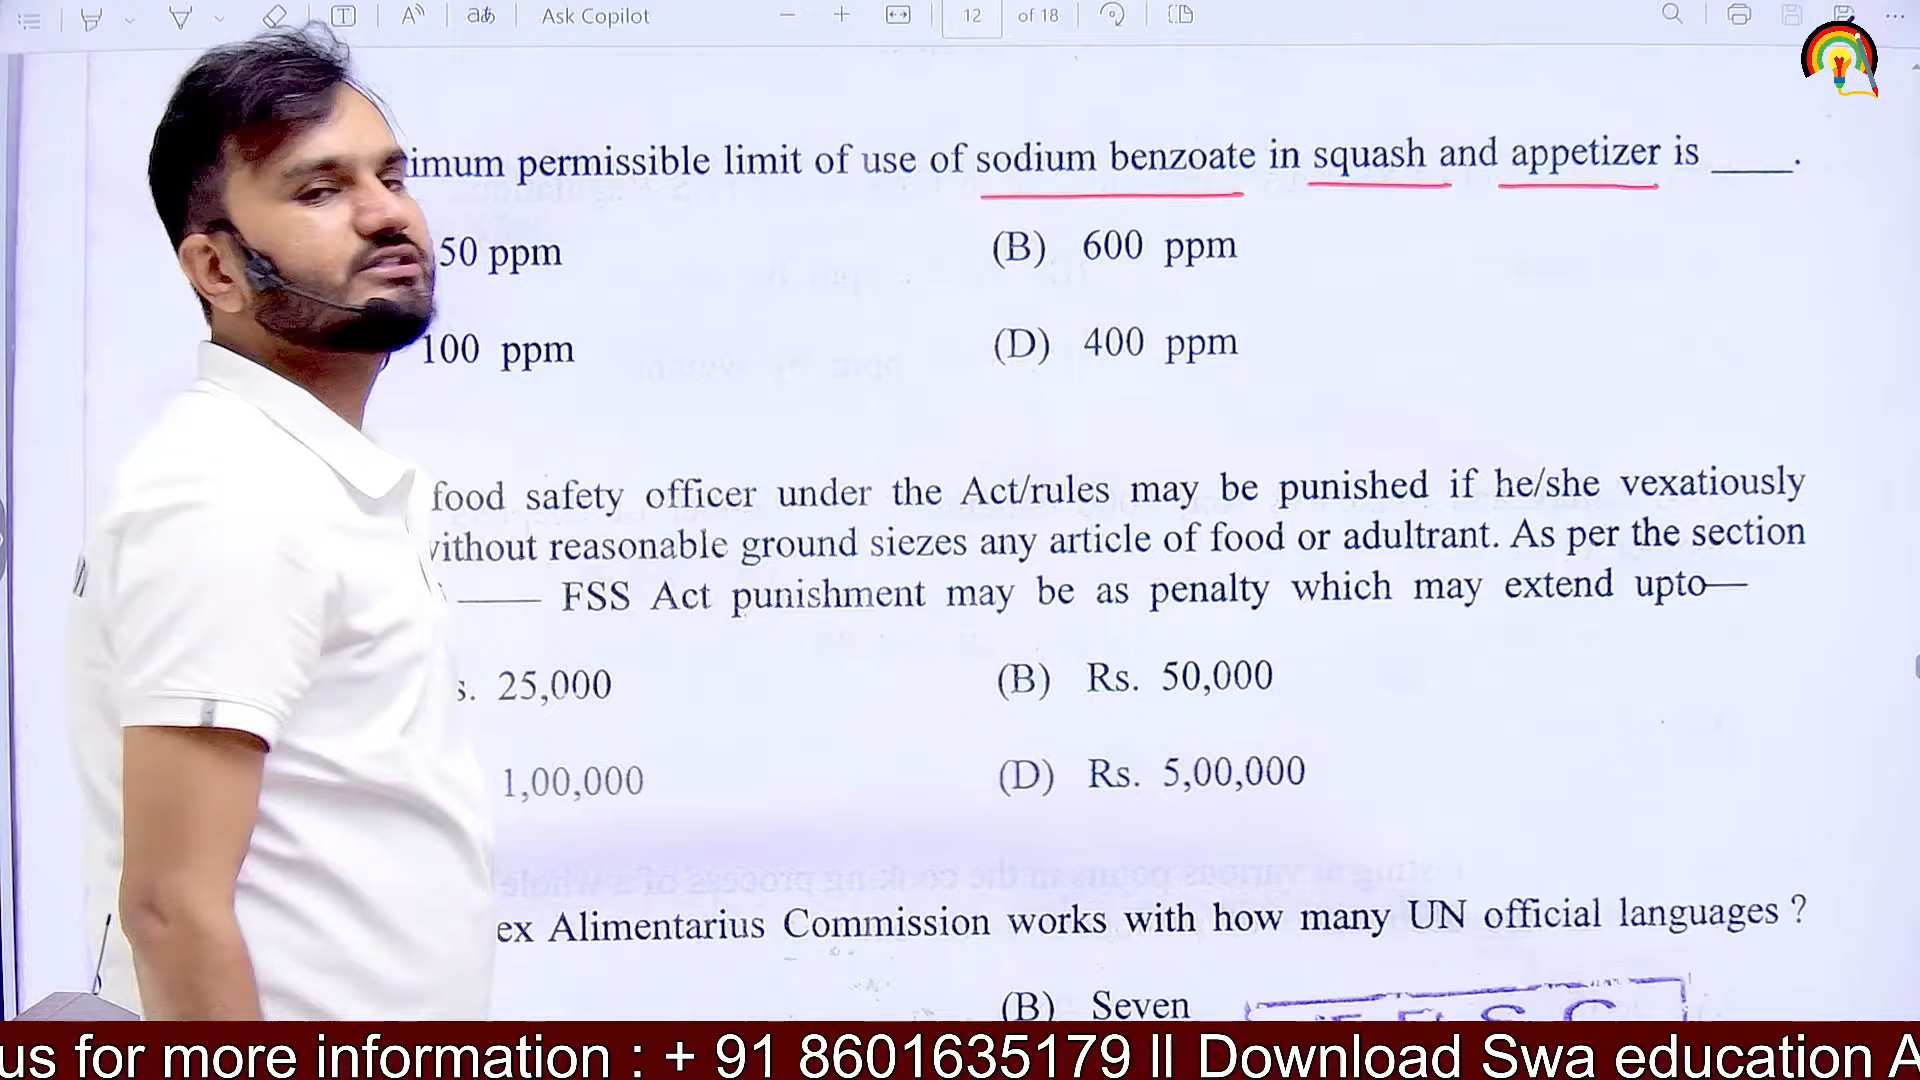 Ask Copilot 12 of 18
imum permissible limit of use of sodium benzoate in squash and appetizer is ____.
50 ppm (B) 600 ppm
100 ppm (D) 400 ppm
food safety officer under the Act/rules may be punished if he/she vexatiously
without reasonable ground siezes any article of food or adultrant. As per the section
____ FSS Act punishment may be as penalty which may extend upto—
s. 25,000 (B) Rs. 50,000
1,00,000 (D) Rs. 5,00,000
ex Alimentarius Commission works with how many UN official languages ?
(B) Seven
us for more information : + 91 8601635179 ll Download Swa education A